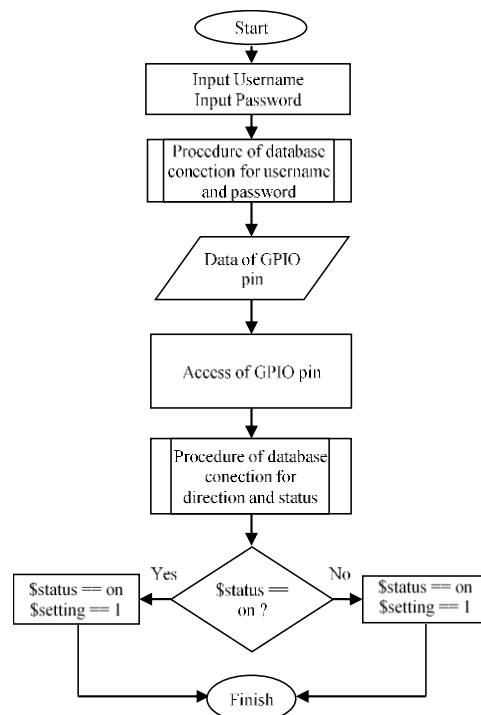 Start
Input Username
Input Password
Procedure of database
conection for username
and password
Data of GPIO
pin
Access of GPIO pin
Procedure of database
conection for
direction and status
Yes
$status ==
on ?
No
$status == on
$setting == 1
$status == on
$setting == 1
Finish